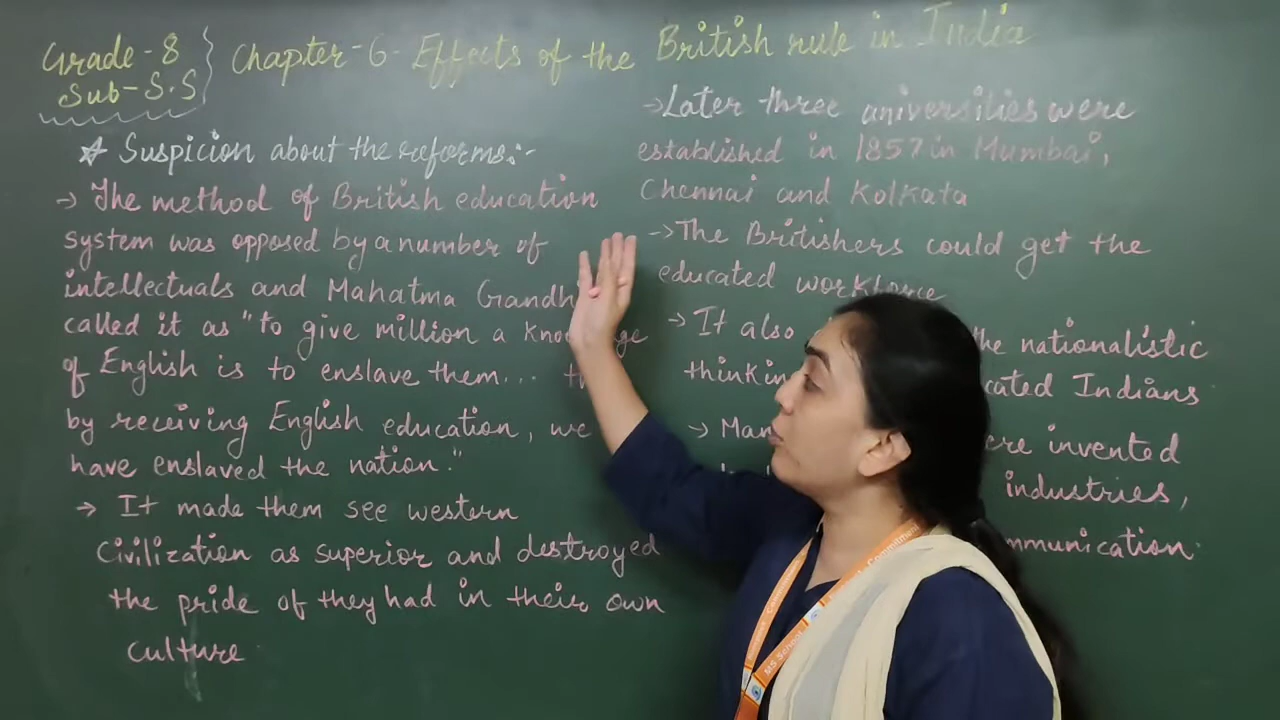 Grade-8
Sub-S.S
Chapter-6- Effects of the British rule in India
☆ Suspicion about the reforms:-
→ The method of British education
system was opposed by a number of
intellectuals and Mahatma Gandh
called it as "to give million a
of English is to enslave them...
by receiving English education, we
have enslaved the nation."
→ It made them see western
civilization as superior and destroyed
the pride of they had in their own
culture
→ Later three universities were
established in 1857 in Mumbai,
Chennai and Kolkata
→ The Britishers could get the
educated workforce
→ It also the nationalistic
thinkin cated Indians
→ Man ere invented
industries,
mmunication.
M.S. School